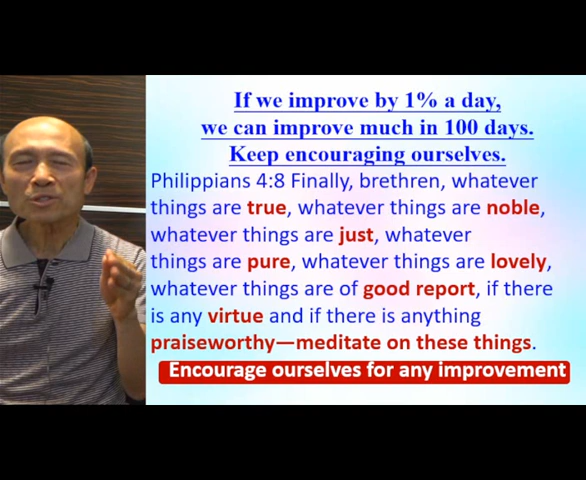 If we improve by 1% a day,
we can improve much in 100 days.
Keep encouraging ourselves.
Philippians 4:8 Finally, brethren, whatever
things are true, whatever things are noble,
whatever things are just, whatever
things are pure, whatever things are lovely,
whatever things are of good report, if there
is any virtue and if there is anything
praiseworthy—meditate on these things.
Encourage ourselves for any improvement